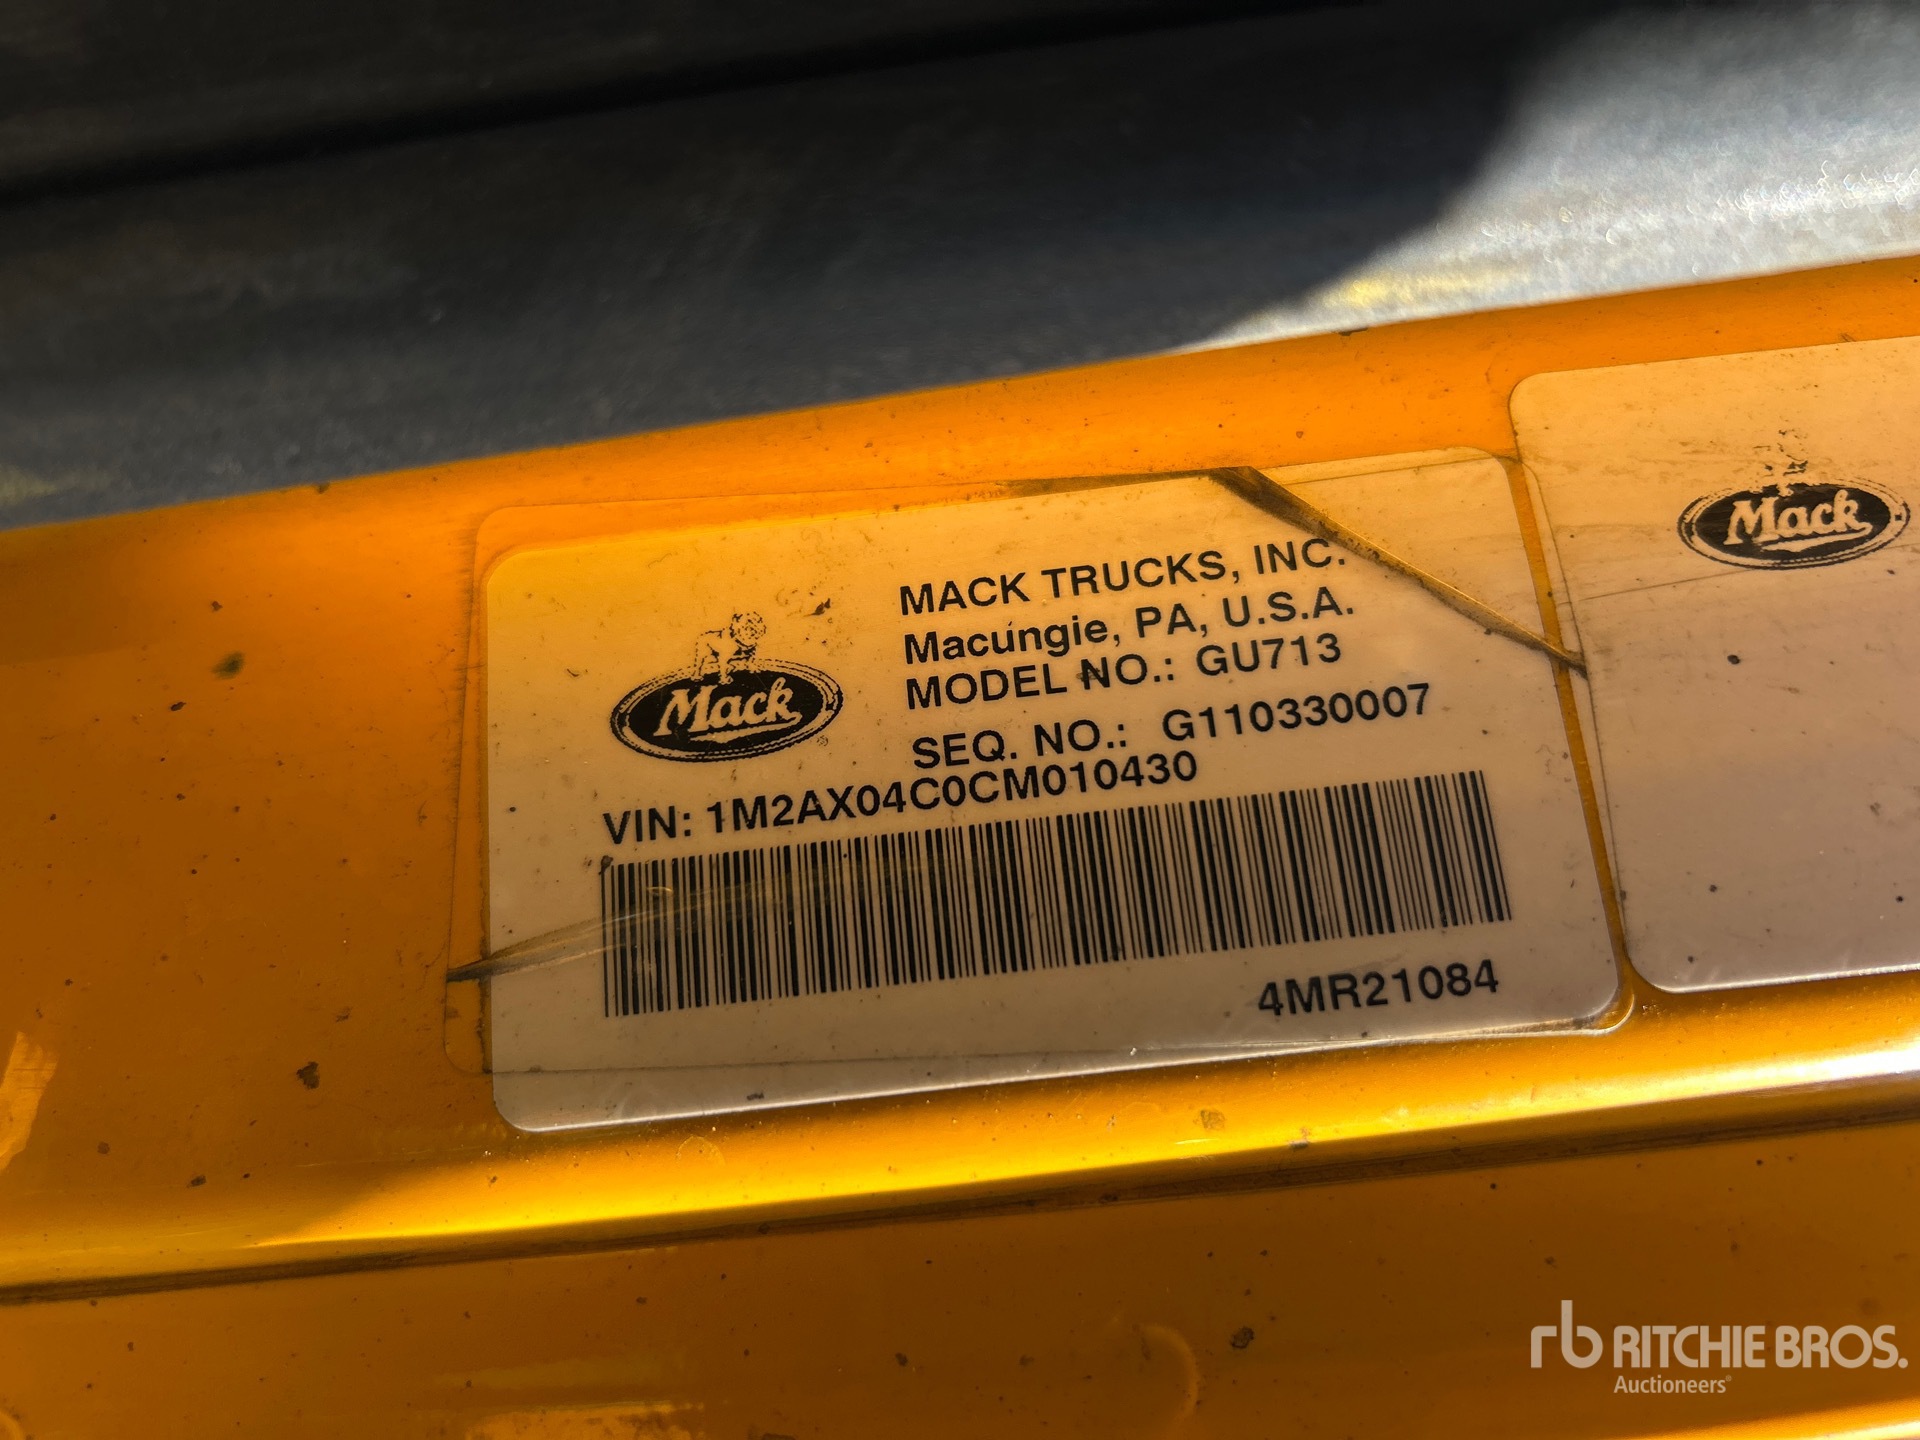 MACK TRUCKS, INC.
Macungie, PA, U.S.A.
MODEL NO.: GU713
SEQ. NO.: G110330007
VIN: 1M2AX04C0CM010430
4MR21084
Mack
Mack
rb RITCHIE BROS.
Auctioneers